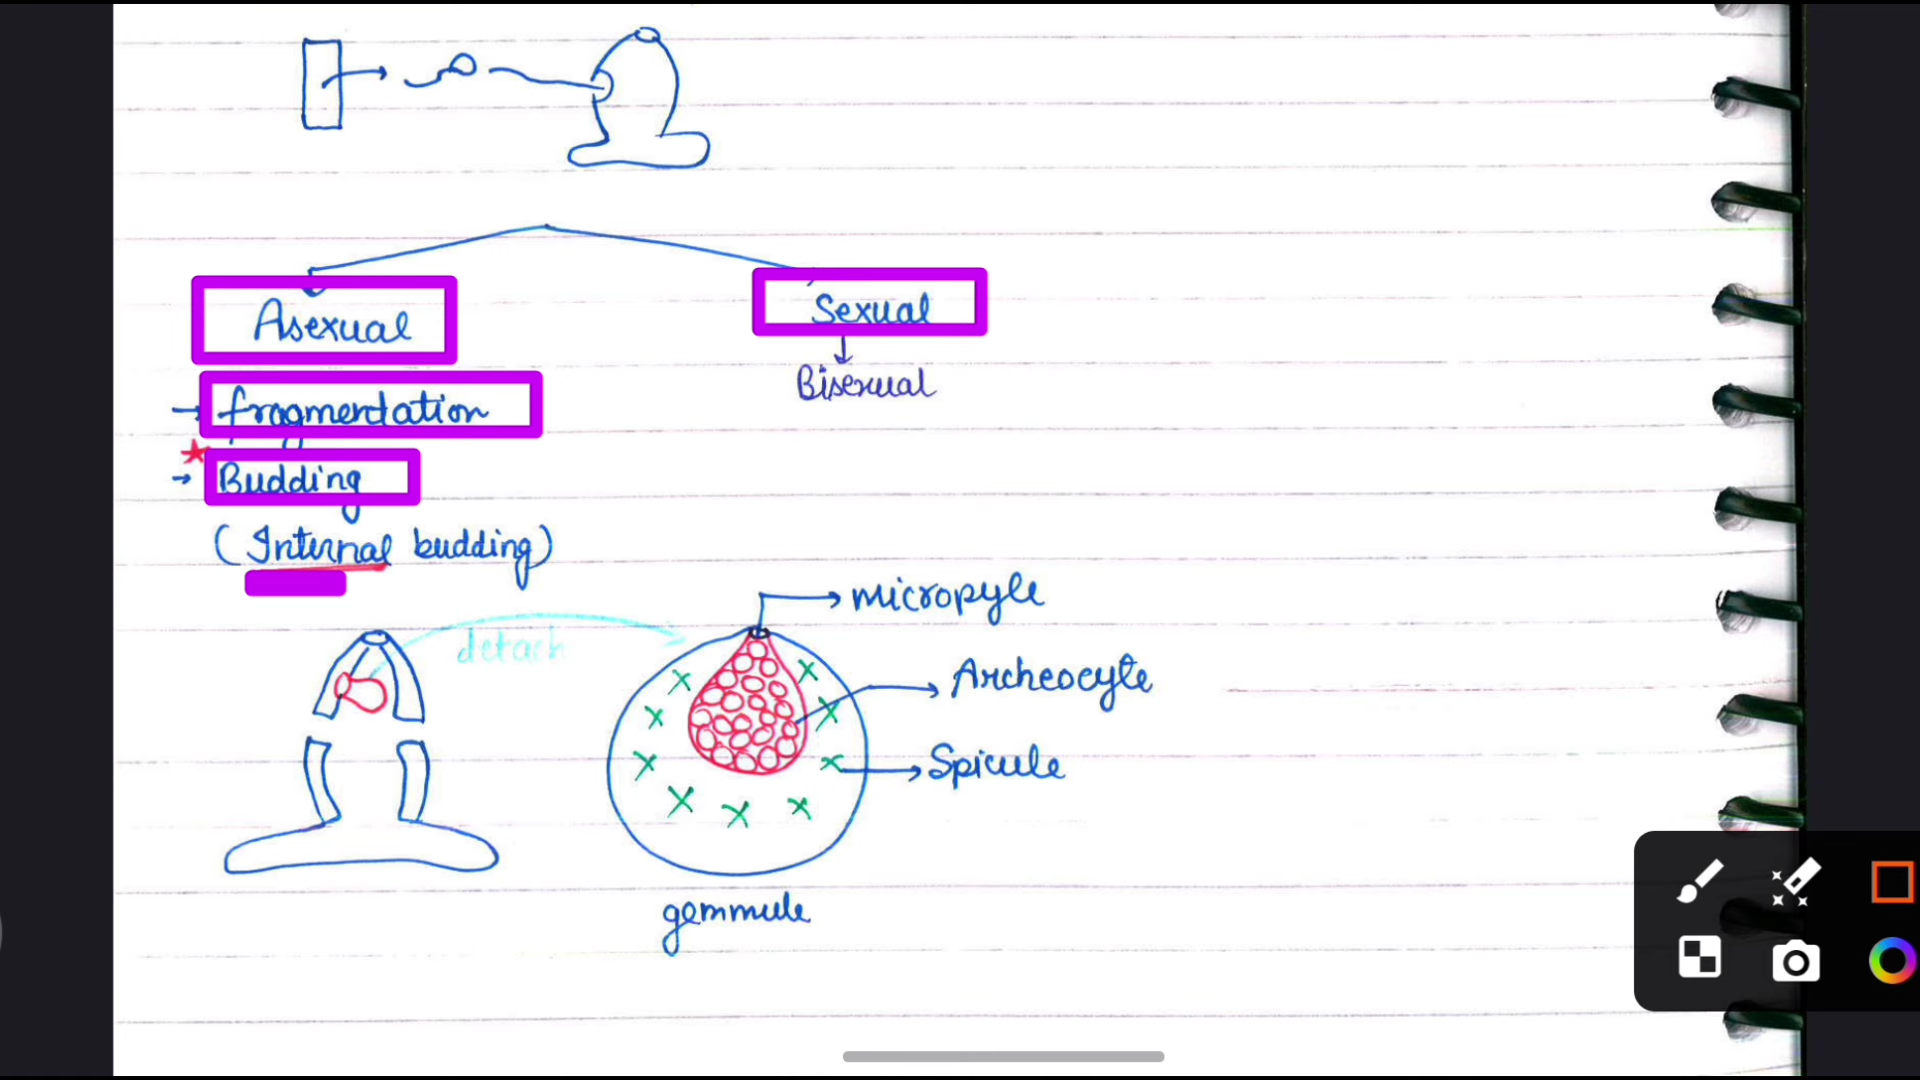 Asexual
Sexual
Bisexual
→ fragmentation
→ Budding
(Internal budding)
detach
micropyle
Archeocyte
Spicule
gemmule